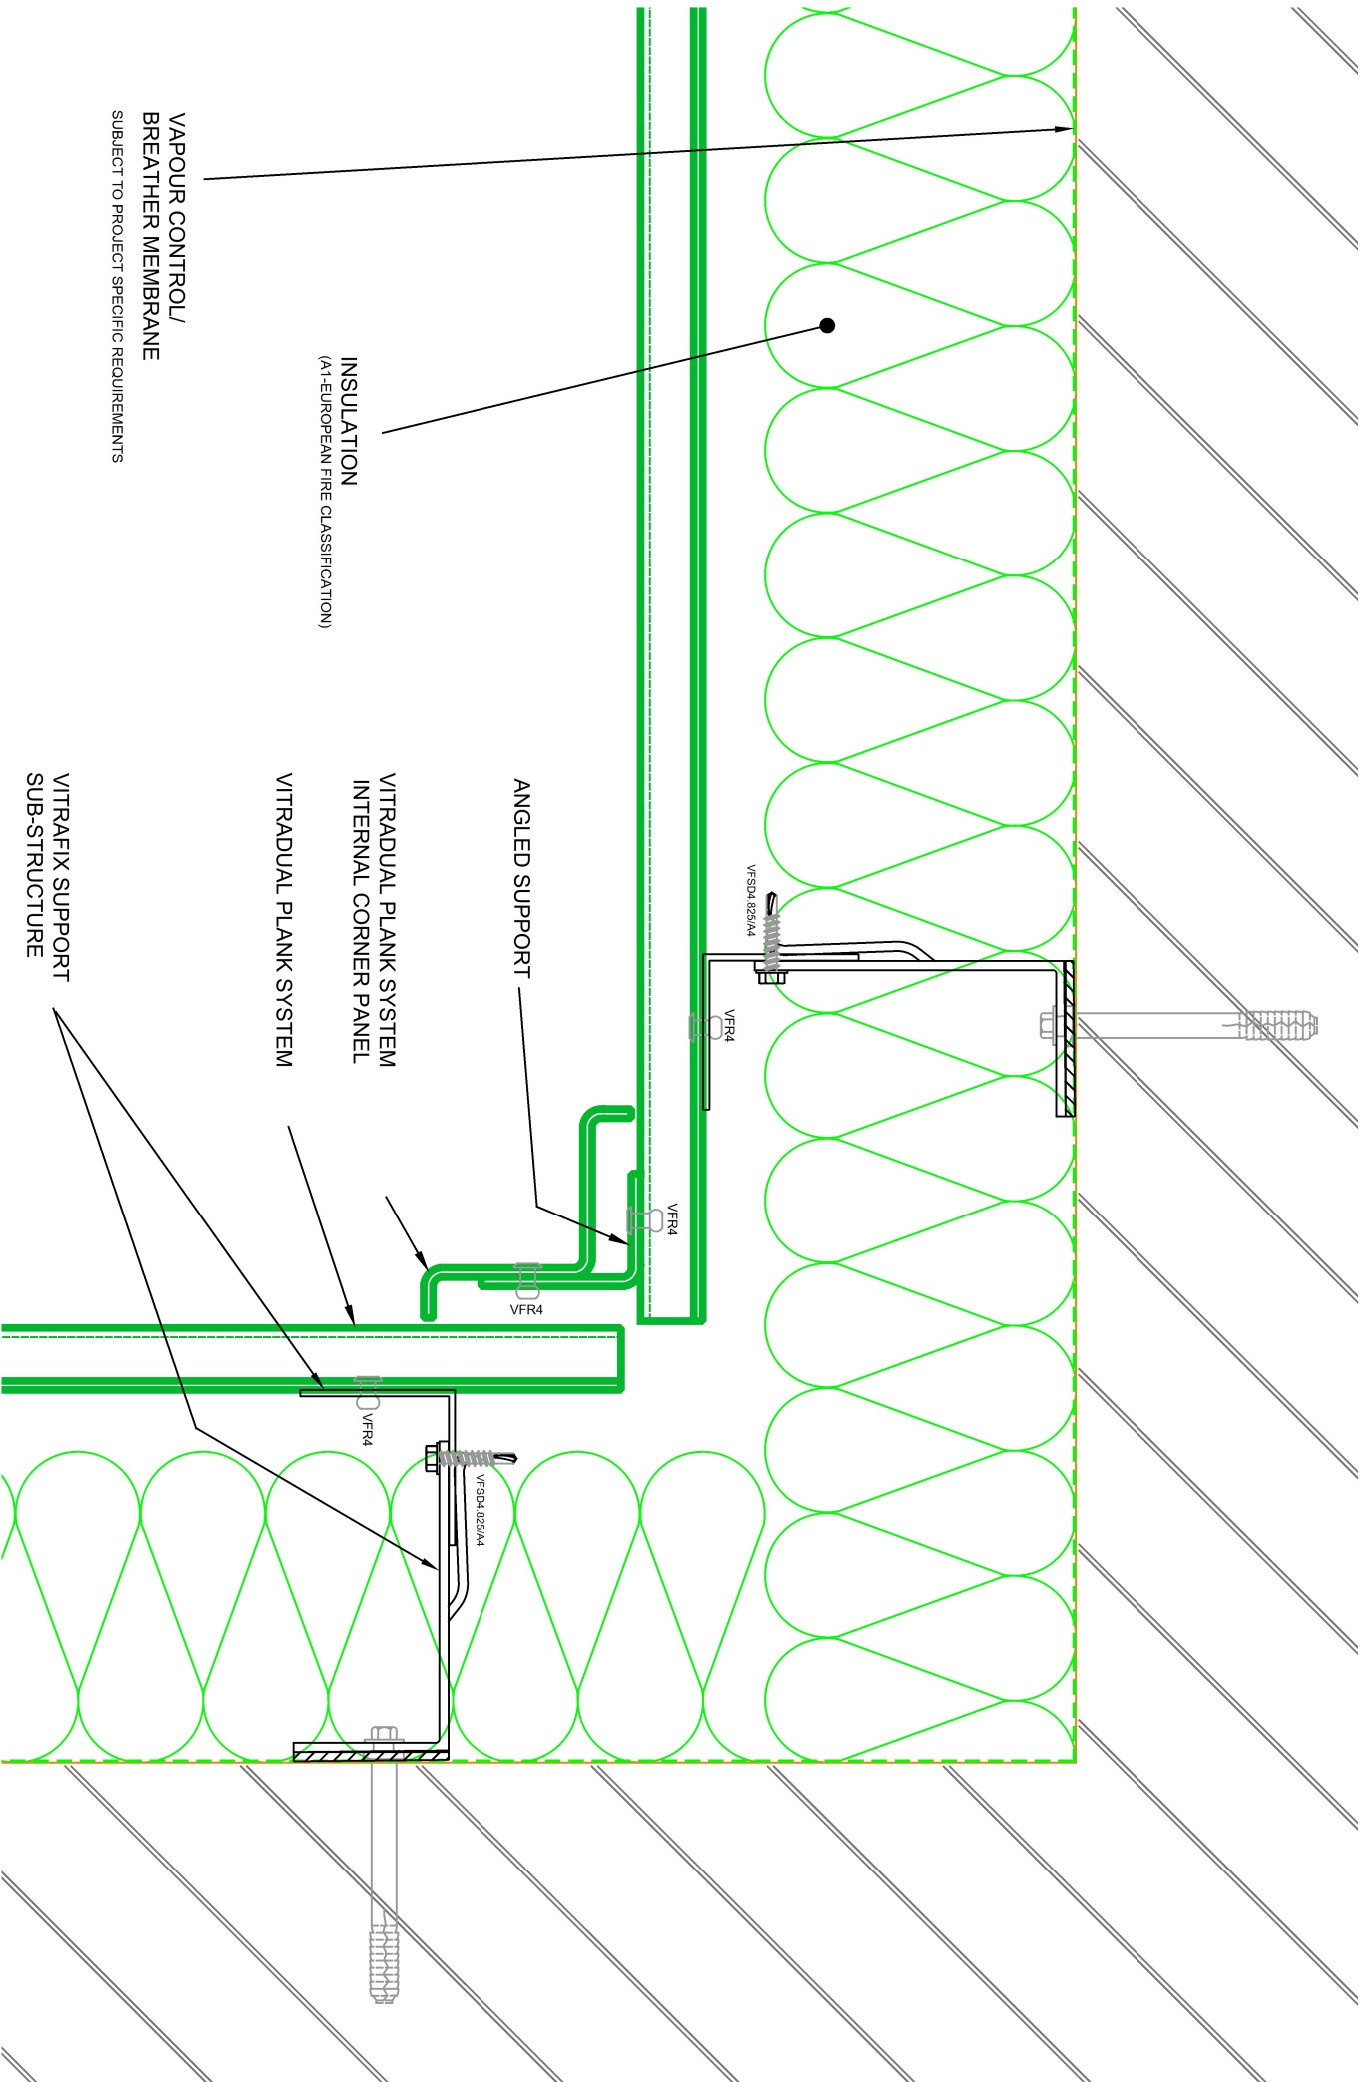 VAPOUR CONTROL/
BREATHER MEMBRANE
SUBJECT TO PROJECT SPECIFIC REQUIREMENTS
INSULATION
(A1-EUROPEAN FIRE CLASSIFICATION)
VFSD4.825/A4
VFR4
ANGLED SUPPORT
VFR4
VFR4
VITRADUAL PLANK SYSTEM
INTERNAL CORNER PANEL
VITRADUAL PLANK SYSTEM
VFR4
VFSD4.825/A4
VITRAFIX SUPPORT
SUB-STRUCTURE